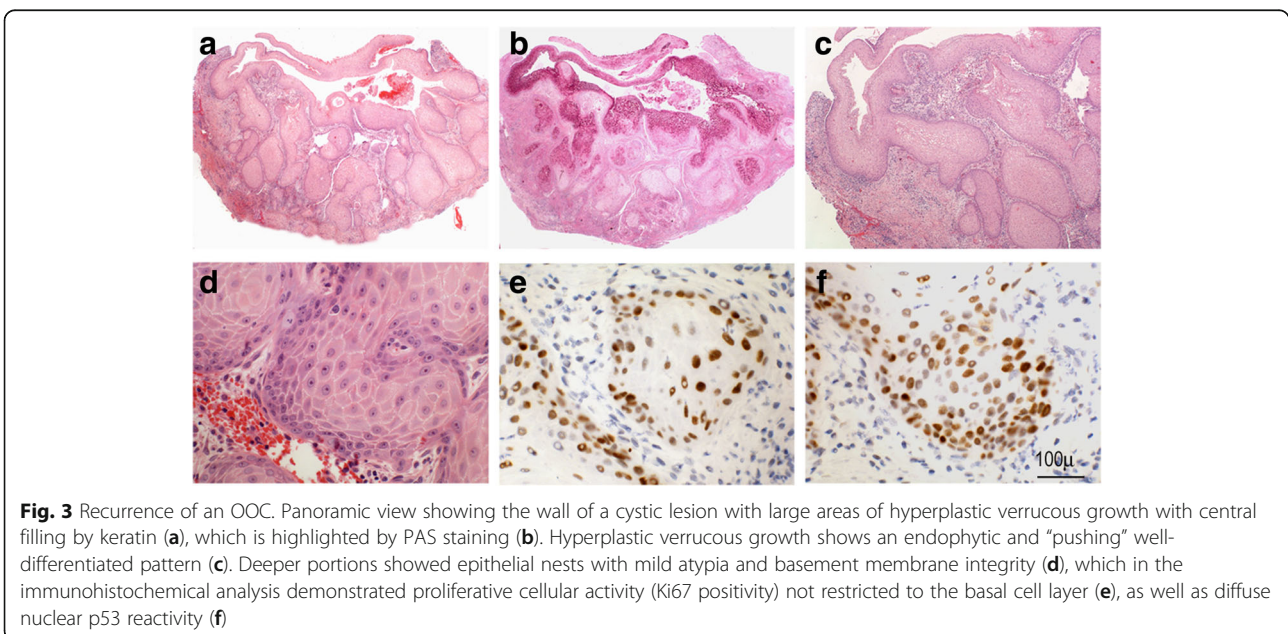 a
b
c
d
e
f
100µ
Fig. 3 Recurrence of an OOC. Panoramic view showing the wall of a cystic lesion with large areas of hyperplastic verrucous growth with central
filling by keratin (a), which is highlighted by PAS staining (b). Hyperplastic verrucous growth shows an endophytic and “pushing” well-
differentiated pattern (c). Deeper portions showed epithelial nests with mild atypia and basement membrane integrity (d), which in the
immunohistochemical analysis demonstrated proliferative cellular activity (Ki67 positivity) not restricted to the basal cell layer (e), as well as diffuse
nuclear p53 reactivity (f)